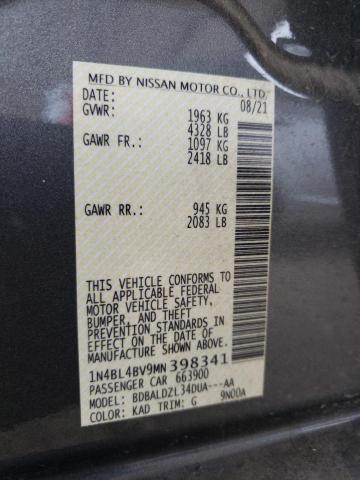 MFD BY NISSAN MOTOR CO., LTD.
DATE: 08/21
GVWR: 1963 KG
4328 LB
GAWR FR.: 1097 KG
2418 LB
GAWR RR.: 945 KG
2083 LB
THIS VEHICLE CONFORMS TO
ALL APPLICABLE FEDERAL
MOTOR VEHICLE SAFETY,
BUMPER, AND THEFT
PREVENTION STANDARDS IN
EFFECT ON THE DATE OF
MANUFACTURE SHOWN ABOVE.
1N4BL4BV9MN398341
PASSENGER CAR 663900
MODEL: BDBALDZL34DUA---AA
COLOR: KAD TRIM: G 9N00A